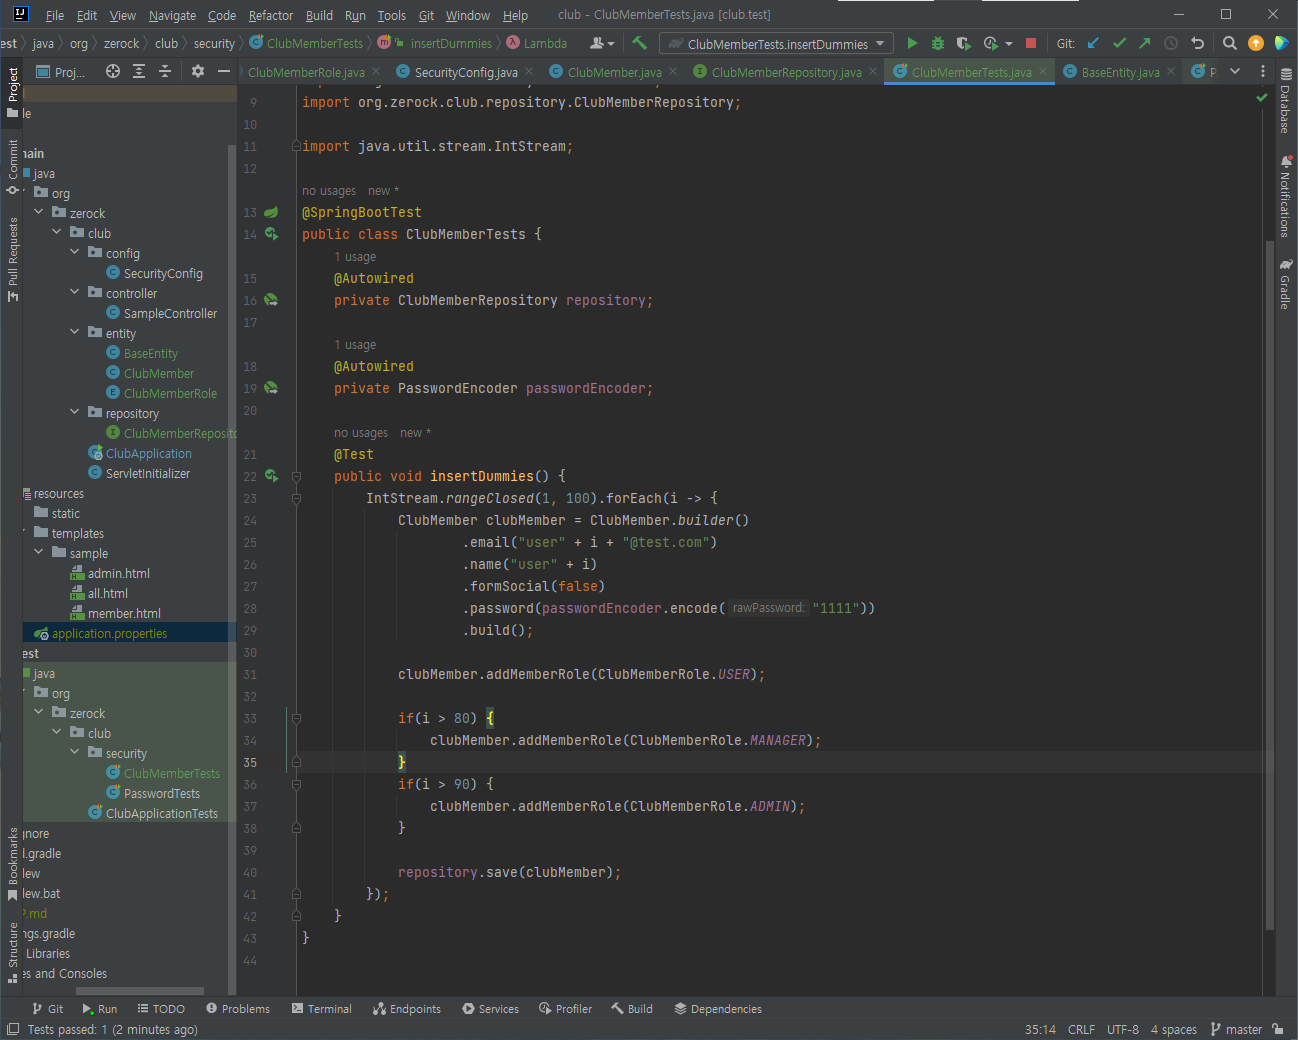 File Edit View Navigate Code Refactor Build Run Tools Git Window Help club - ClubMemberTests.java [club.test]
est java org zerock club security ClubMemberTests insertDummies Lambda ClubMemberTests.insertDummies Git:
Project
Proj...
ClubMemberRole.java SecurityConfig.java ClubMember.java ClubMemberRepository.java ClubMemberTests.java BaseEntity.java P
Commit
Pull Requests
Bookmarks
Structure
le
nain
java
org
zerock
club
config
SecurityConfig
controller
SampleController
entity
BaseEntity
ClubMember
ClubMemberRole
repository
ClubMemberReposito
ClubApplication
ServletInitializer
resources
static
templates
sample
admin.html
all.html
member.html
application.properties
est
java
org
zerock
club
security
ClubMemberTests
PasswordTests
ClubApplicationTests
gnore
d.gradle
lew
lew.bat
P.md
ngs.gradle
Libraries
es and Consoles
9 import org.zerock.club.repository.ClubMemberRepository;
10
11 import java.util.stream.IntStream;
12
no usages new *
13 @SpringBootTest
14 public class ClubMemberTests {
1 usage
15 @Autowired
16 private ClubMemberRepository repository;
17
1 usage
18 @Autowired
19 private PasswordEncoder passwordEncoder;
20
no usages new *
21 @Test
22 public void insertDummies() {
23 IntStream.rangeClosed(1, 100).forEach(i -> {
24 ClubMember clubMember = ClubMember.builder()
25 .email("user" + i + "@test.com")
26 .name("user" + i)
27 .formSocial(false)
28 .password(passwordEncoder.encode( rawPassword: "1111"))
29 .build();
30
31 clubMember.addMemberRole(ClubMemberRole.USER);
32
33 if(i > 80) {
34 clubMember.addMemberRole(ClubMemberRole.MANAGER);
35 }
36 if(i > 90) {
37 clubMember.addMemberRole(ClubMemberRole.ADMIN);
38 }
39
40 repository.save(clubMember);
41 });
42 }
43 }
44
Database
Notifications
Gradle
Git Run TODO Problems Terminal Endpoints Services Profiler Build Dependencies
Tests passed: 1 (2 minutes ago) 35:14 CRLF UTF-8 4 spaces master